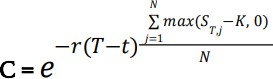 C = e^{-r(T-t) \frac{\sum_{j=1}^{N} max(S_{T,j}-K, 0)}{N}}